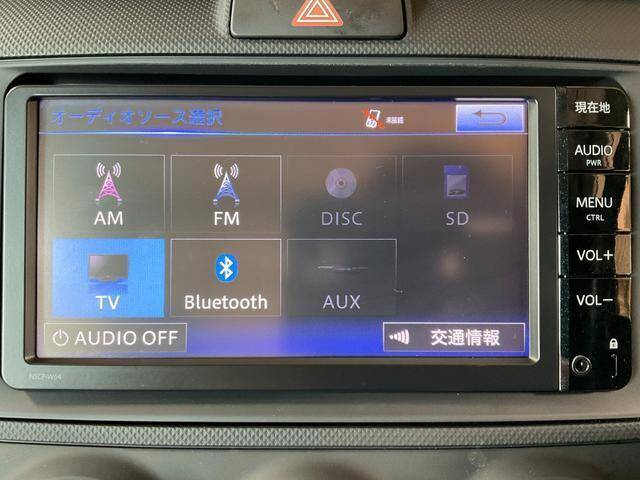 オーディオソース選択
未接続
現在地
AM
FM
DISC
SD
AUDIO
PWR
MENU
CTRL
TV
Bluetooth
AUX
VOL+
VOL−
AUDIO OFF
交通情報
NSCP-W64